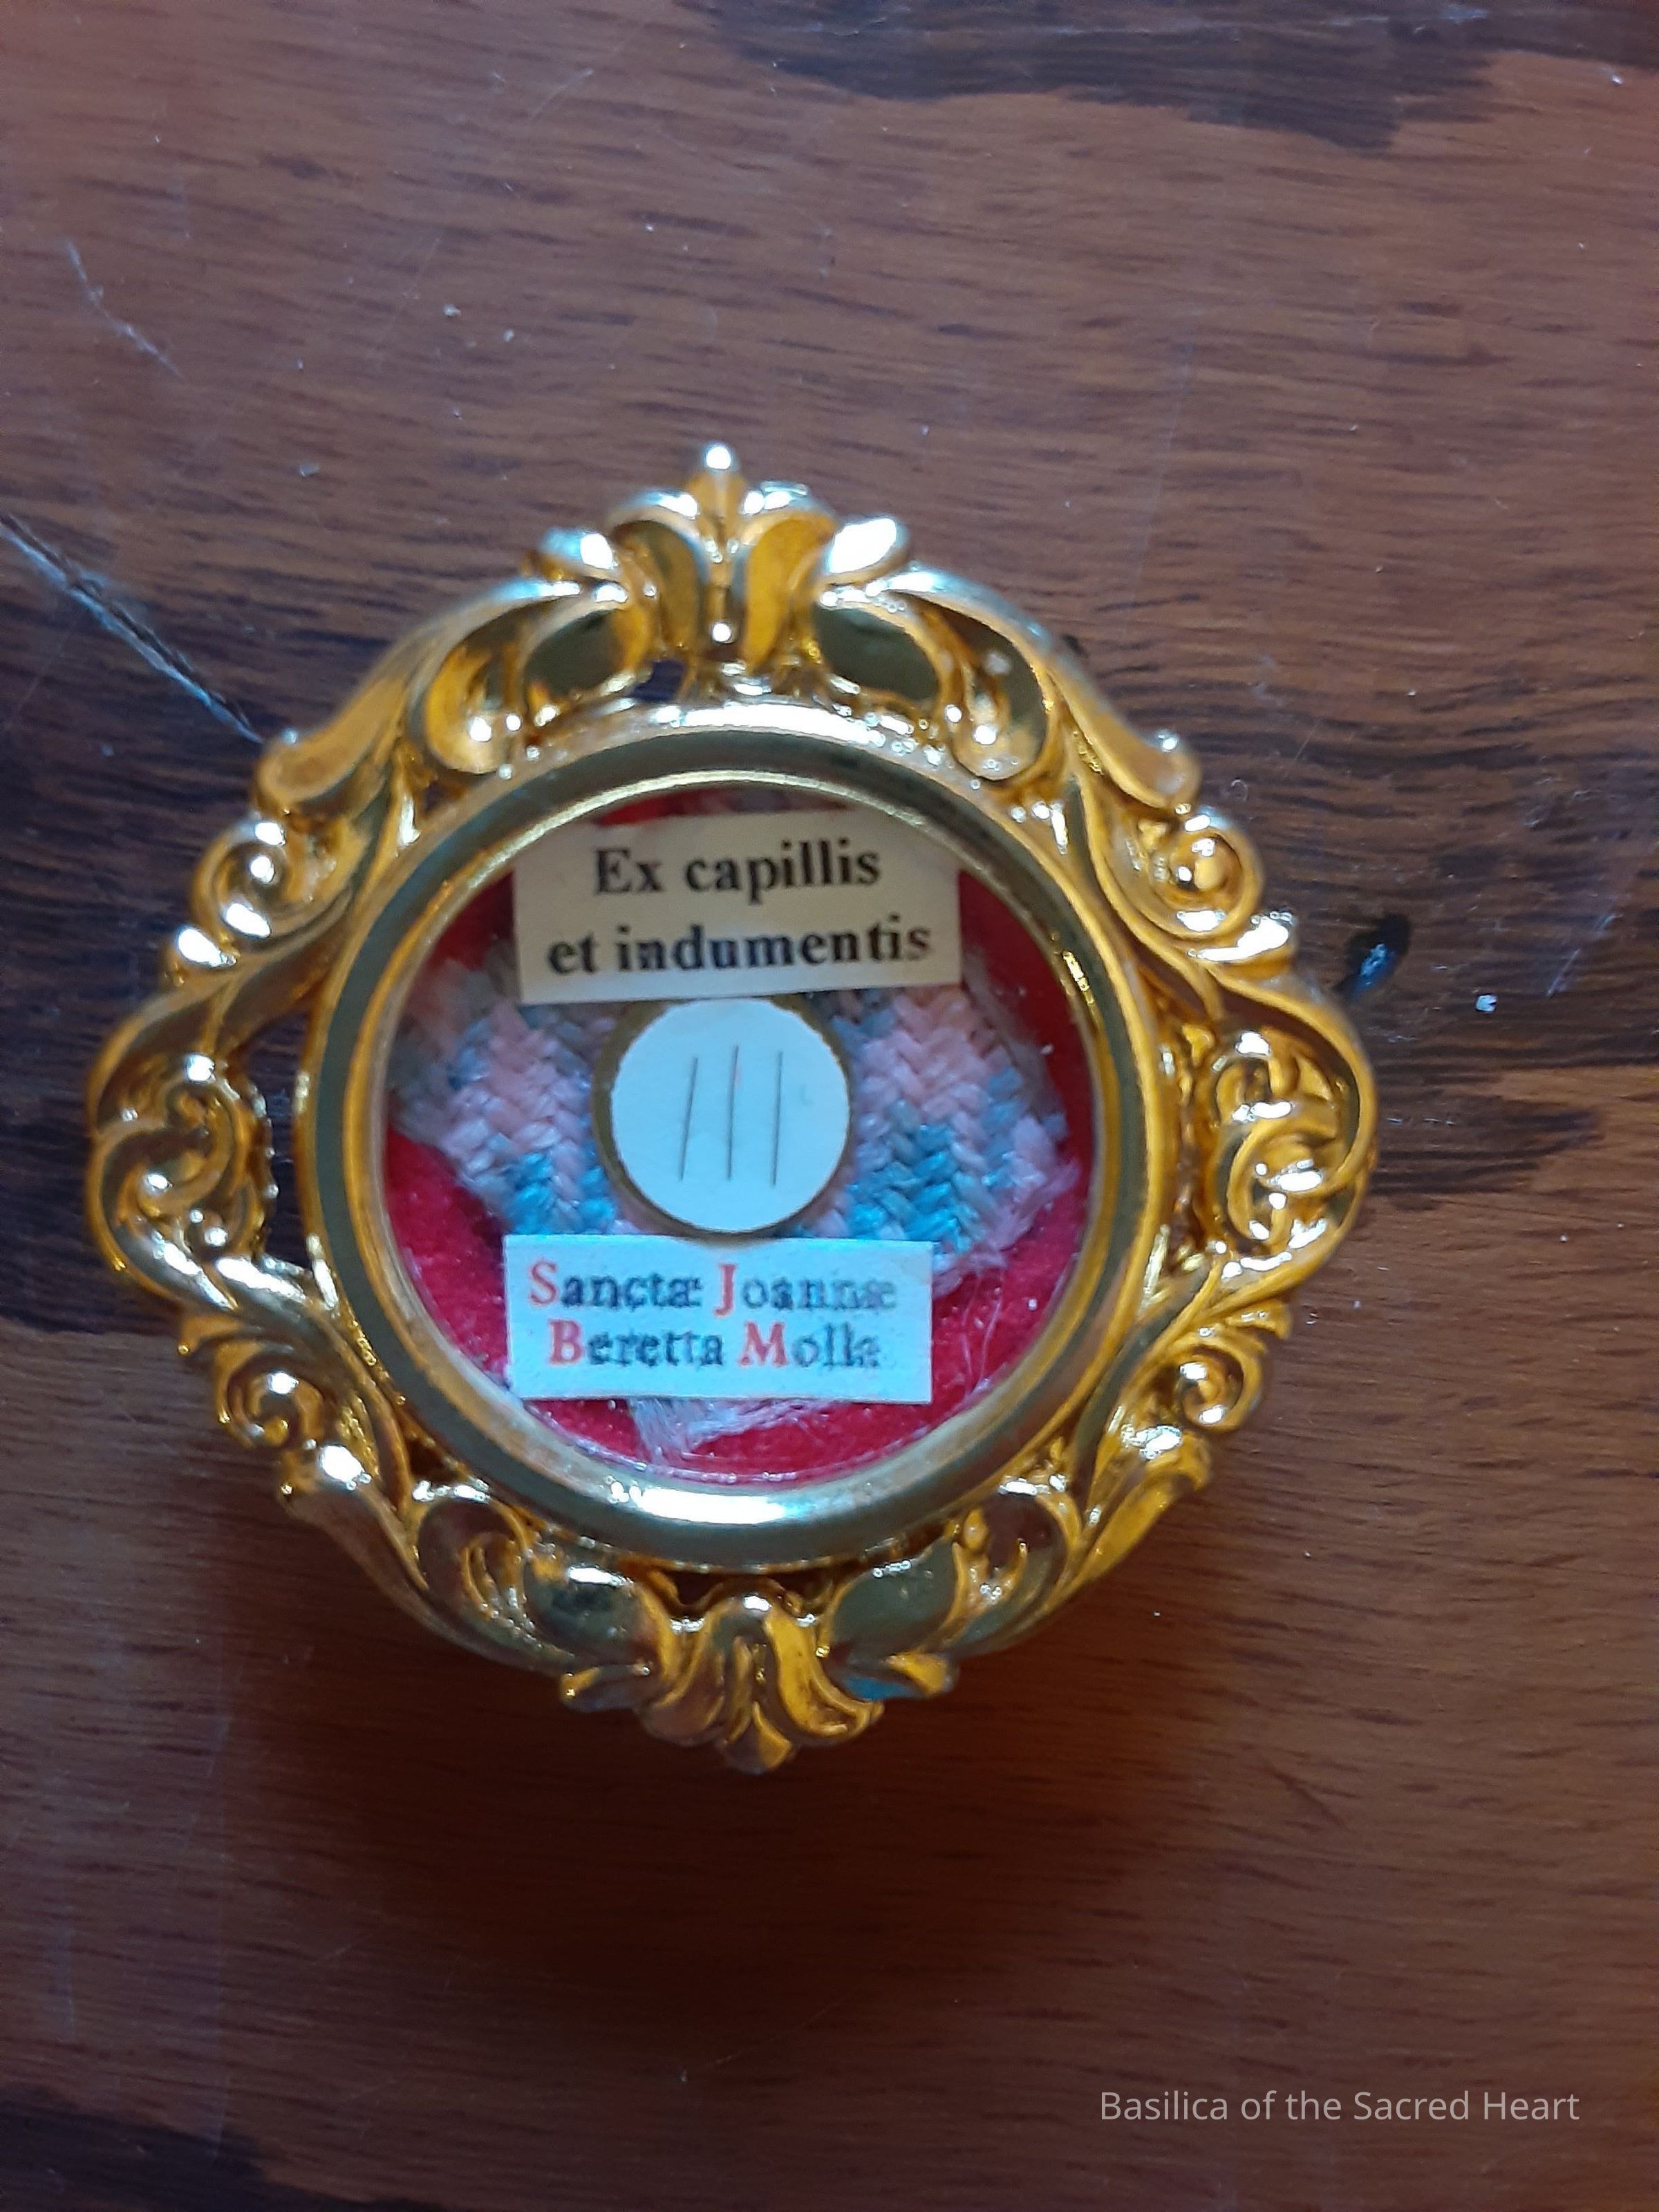 Ex capillis
et indumentis
Sanctæ Joannæ
Beretta Molla
Basilica of the Sacred Heart